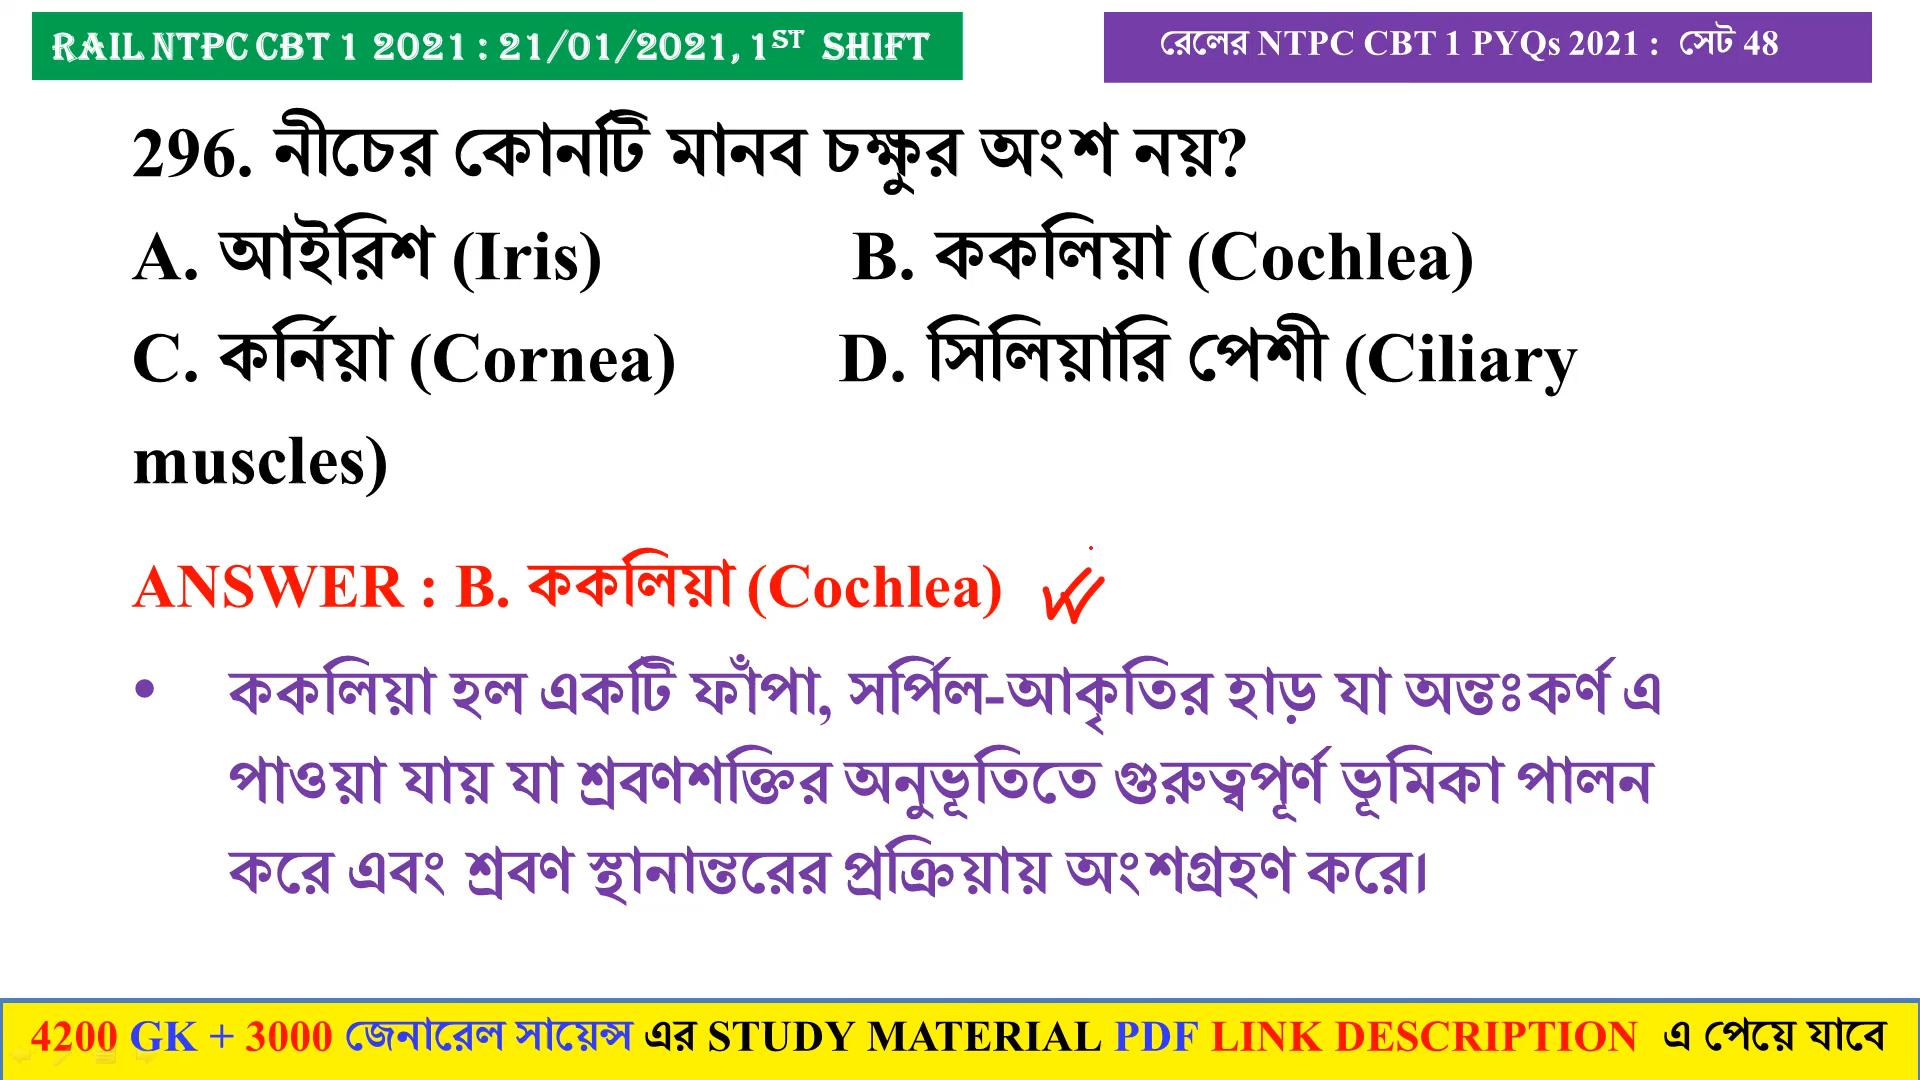 RAIL NTPC CBT 1 2021 : 21/01/2021, 1ST SHIFT
রেলের NTPC CBT 1 PYQs 2021 : সেট 48
296. নীচের কোনটি মানব চক্ষুর অংশ নয়?
A. আইরিশ (Iris) B. ককলিয়া (Cochlea)
C. কর্নিয়া (Cornea) D. সিলিয়ারি পেশী (Ciliary
muscles)
ANSWER : B. ককলিয়া (Cochlea)
• ককলিয়া হল একটি ফাঁপা, সর্পিল-আকৃতির হাড় যা অন্তঃকর্ণ এ
পাওয়া যায় যা শ্রবণশক্তির অনুভূতিতে গুরুত্বপূর্ণ ভূমিকা পালন
করে এবং শ্রবণ স্থানান্তরের প্রক্রিয়ায় অংশগ্রহণ করে।
4200 GK + 3000 জেনারেল সায়েন্স এর STUDY MATERIAL PDF LINK DESCRIPTION এ পেয়ে যাবে